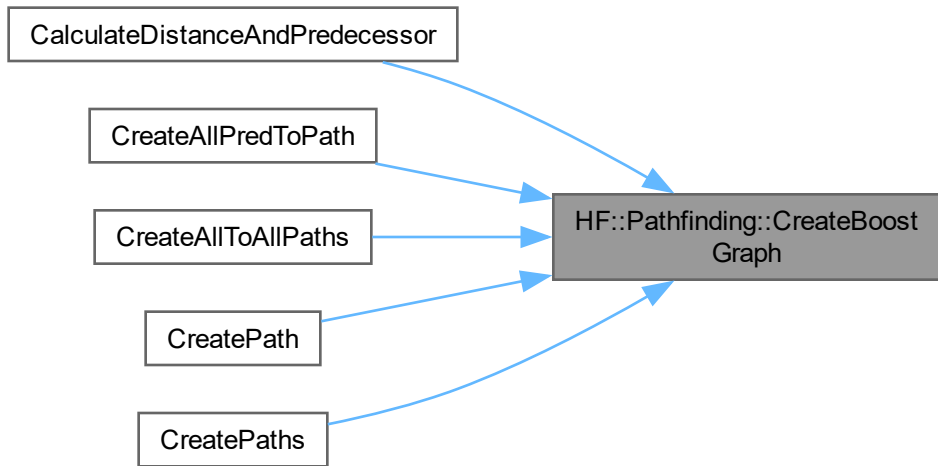 CalculateDistanceAndPredecessor
CreateAllPredToPath
CreateAllToAllPaths
CreatePath
CreatePaths
HF::Pathfinding::CreateBoost
Graph